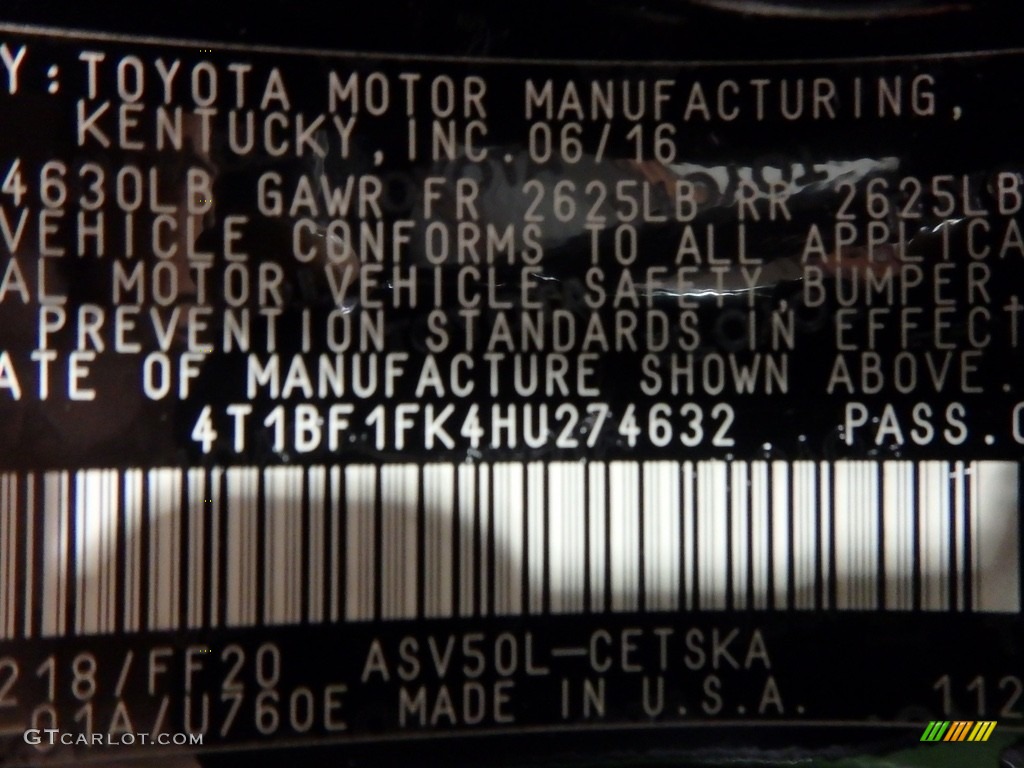 Y: TOYOTA MOTOR MANUFACTURING,
KENTUCKY, INC. 06/16
4630LB GAWR FR 2625LB RR 2625LB
VEHICLE CONFORMS TO ALL APPLICA
AL MOTOR VEHICLE SAFETY, BUMPER,
PREVENTION STANDARDS IN EFFECT
ATE OF MANUFACTURE SHOWN ABOVE.
4T1BF1FK4HU274632 PASS.C
218/FF20 ASV50L-CETSKA
-01A/U760E MADE IN U.S.A. 112
GTCARLOT.COM